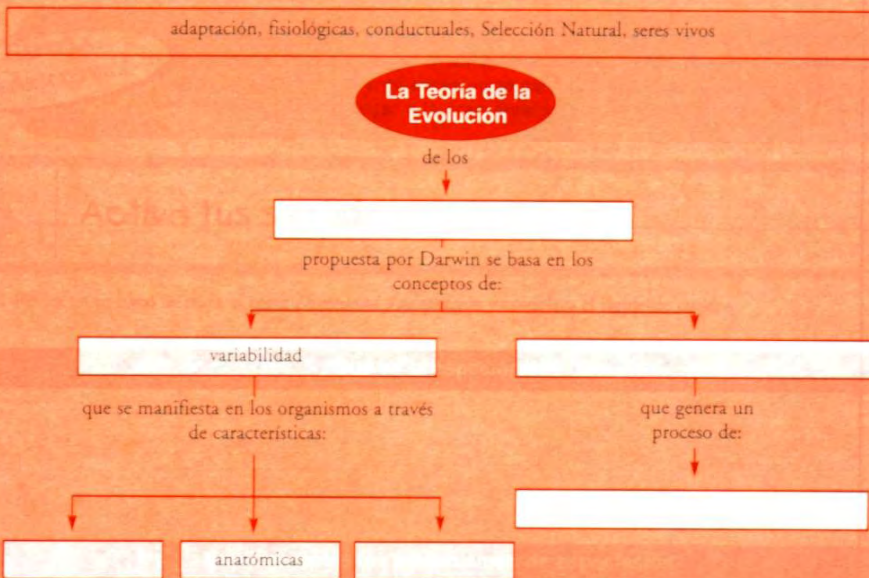 adaptación, fisiológicas, conductuales, Selección Natural, seres vivos
La Teoría de la
Evolución
de los
propuesta por Darwin se basa en los
conceptos de:
variabilidad
que se manifiesta en los organismos a través
de características:
que genera un
proceso de:
anatómicas